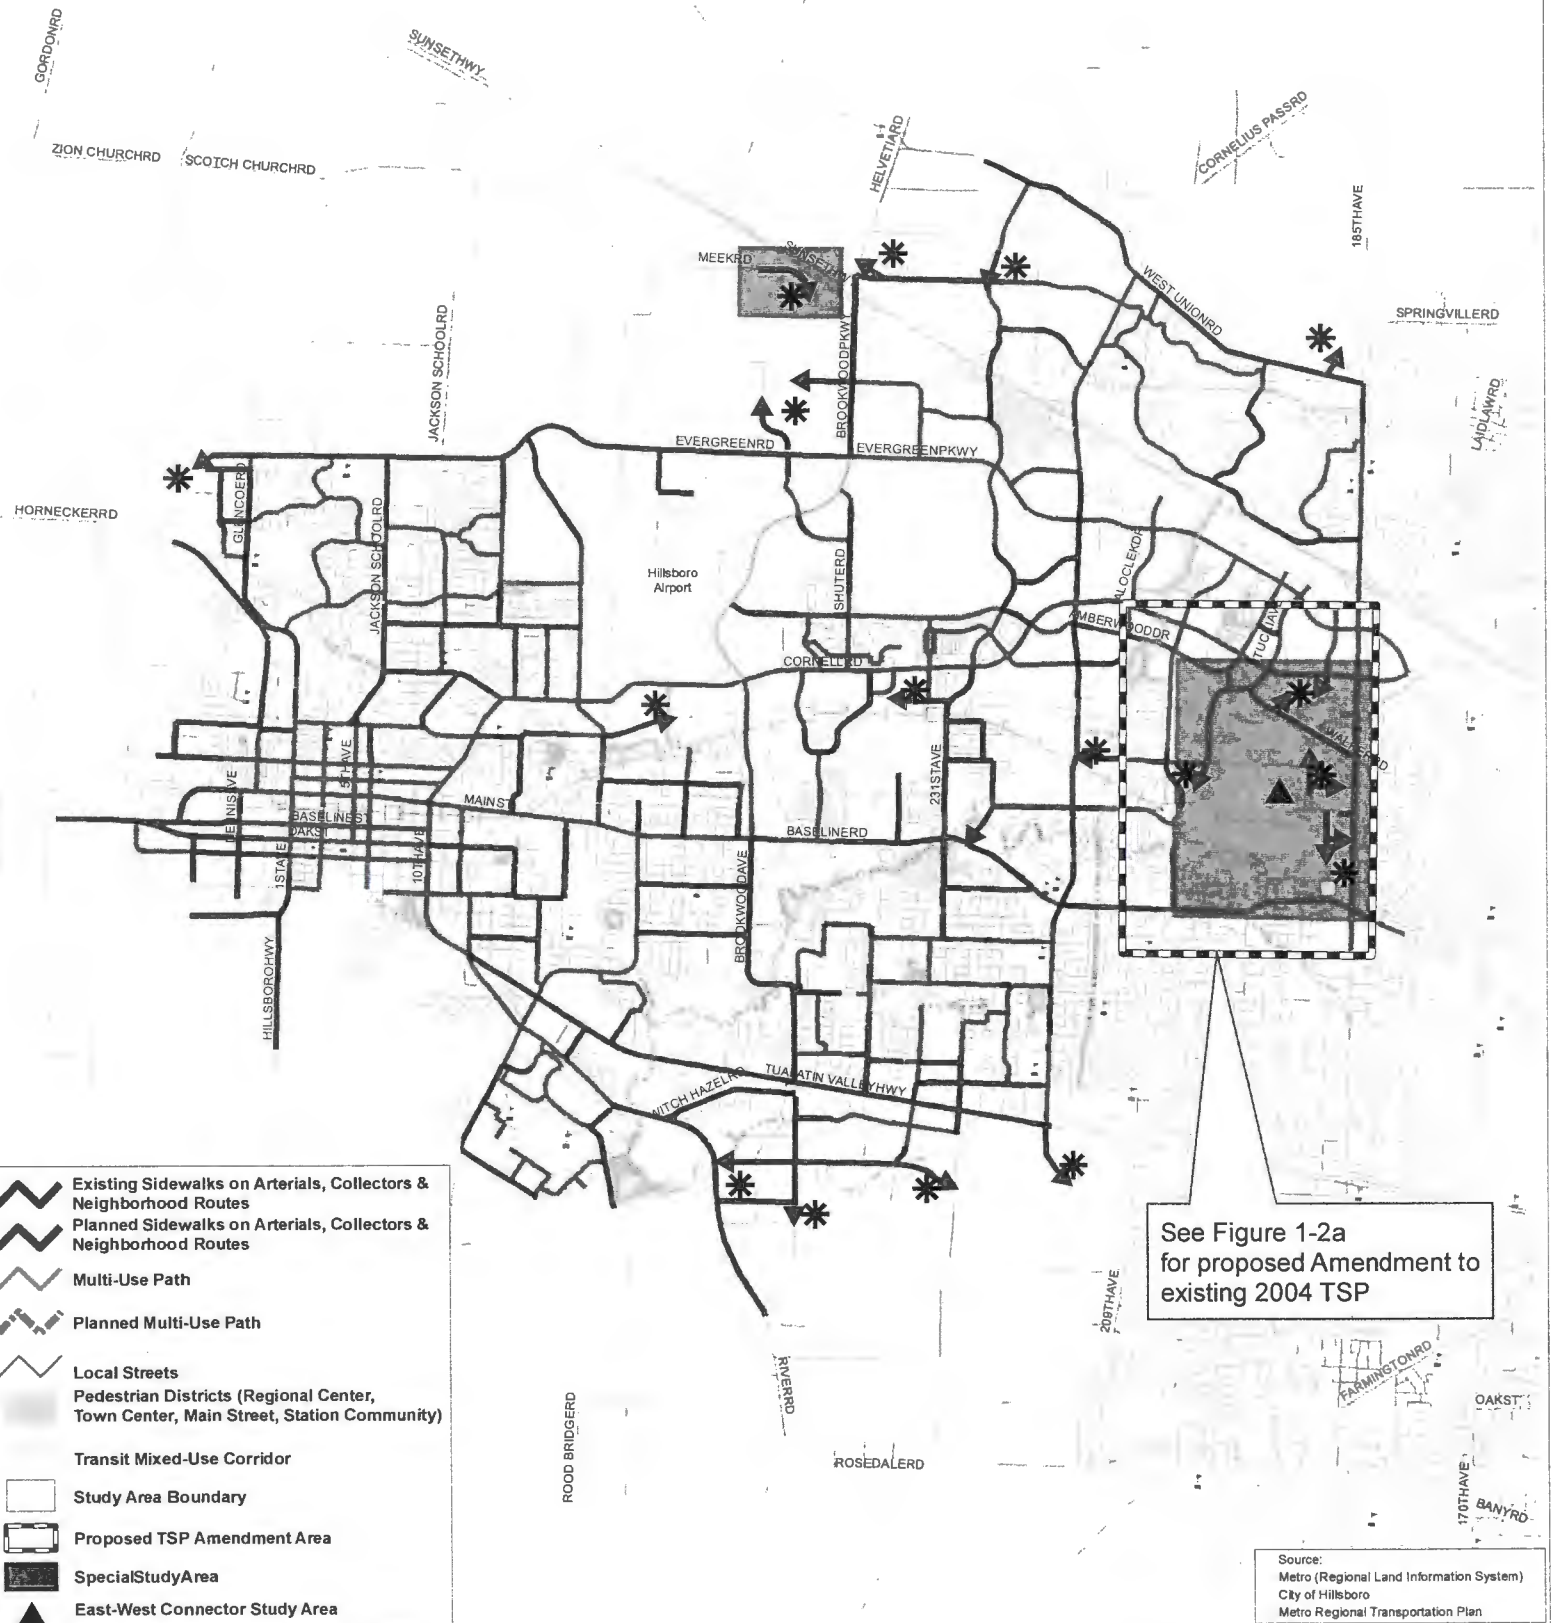 GORDONRD
SUNSETHWY
ZION CHURCHRD
SCOTCH CHURCHRD
HELVETIARD
CORNELIUS PASSRD
185THAVE
MEEKRD
SUNSETHW
WEST UNIONRD
SPRINGVILLERD
JACKSON SCHOOLRD
BROOKWOODPKWY
LAIDLAWRD
EVERGREENRD
EVERGREENPKWY
HORNECKERRD
GLENCOERD
JACKSON SCHOOLRD
Hillsboro
Airport
SHUTERD
ALOCLEKDR
AMBERWOODDR
CORNELLRD
WALKERRD
5THAVE
231STAVE
MAINST
BASELINEST
OAKST
BASELINERD
1STAVE
10THAVE
BROOKWOODAVE
HILLSBOROHWY
WITCH HAZELRD
TUALATIN VALLEYHWY
See Figure 1-2a
for proposed Amendment to
existing 2004 TSP
209THAVE
FARMINGTONRD
OAKST
RIVERRD
ROOD BRIDGERD
ROSEDALERD
170THAVE
BANYRD
Existing Sidewalks on Arterials, Collectors &
Neighborhood Routes
Planned Sidewalks on Arterials, Collectors &
Neighborhood Routes
Multi-Use Path
Planned Multi-Use Path
Local Streets
Pedestrian Districts (Regional Center,
Town Center, Main Street, Station Community)
Transit Mixed-Use Corridor
Study Area Boundary
Proposed TSP Amendment Area
SpecialStudyArea
East-West Connector Study Area
Source:
Metro (Regional Land Information System)
City of Hillsboro
Metro Regional Transportation Plan